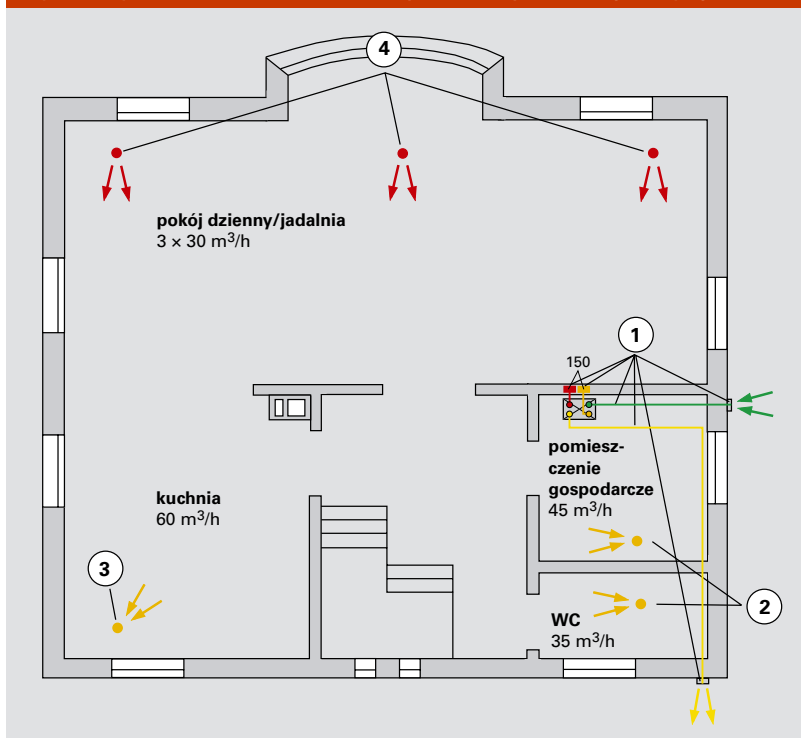 4
pokój dzienny/jadalnia
3 × 30 m³/h
1
150
pomiesz-
czenie
gospodarcze
45 m³/h
kuchnia
60 m³/h
3
2
WC
35 m³/h